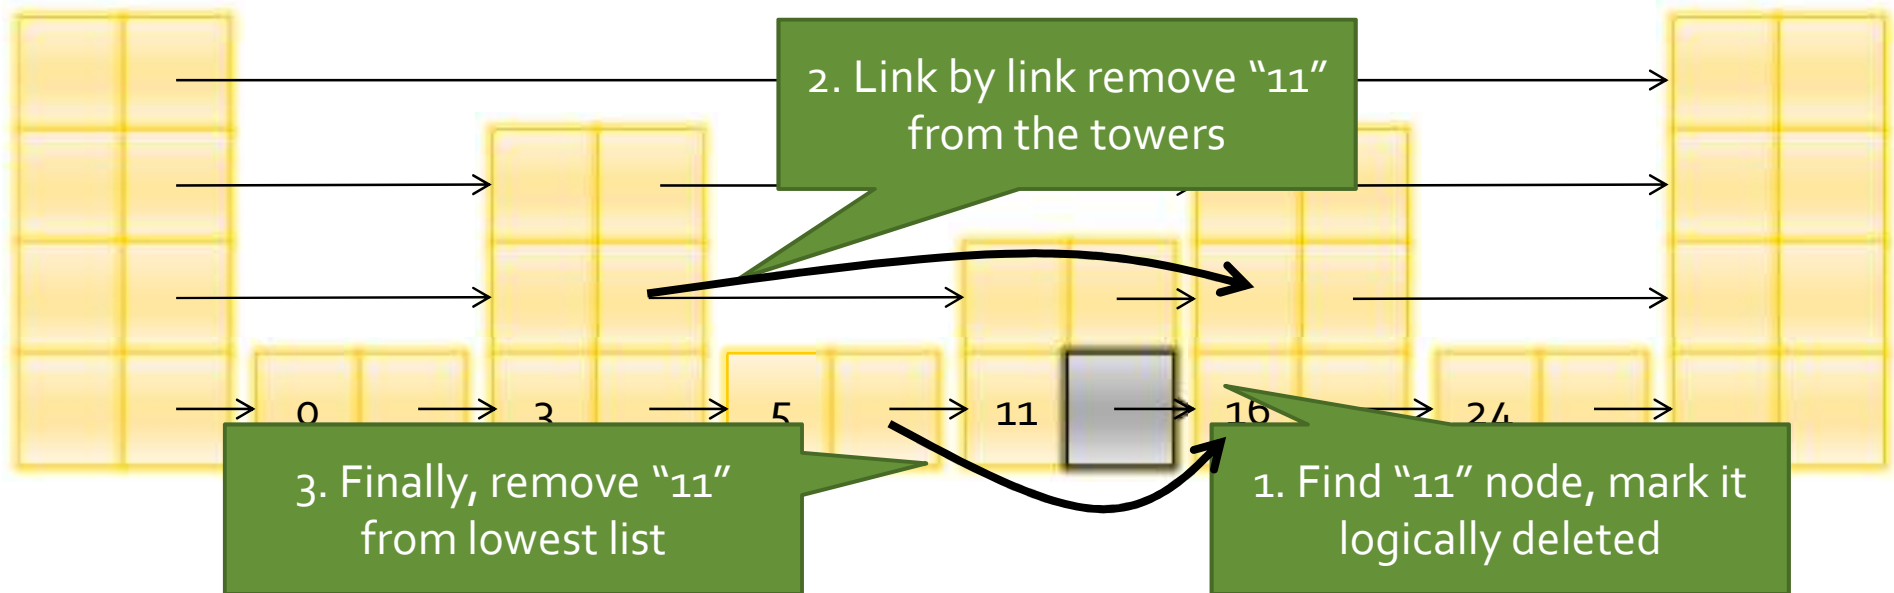 2. Link by link remove “11”
from the towers
0 3 5 11 16 24
3. Finally, remove “11”
from lowest list
1. Find “11” node, mark it
logically deleted